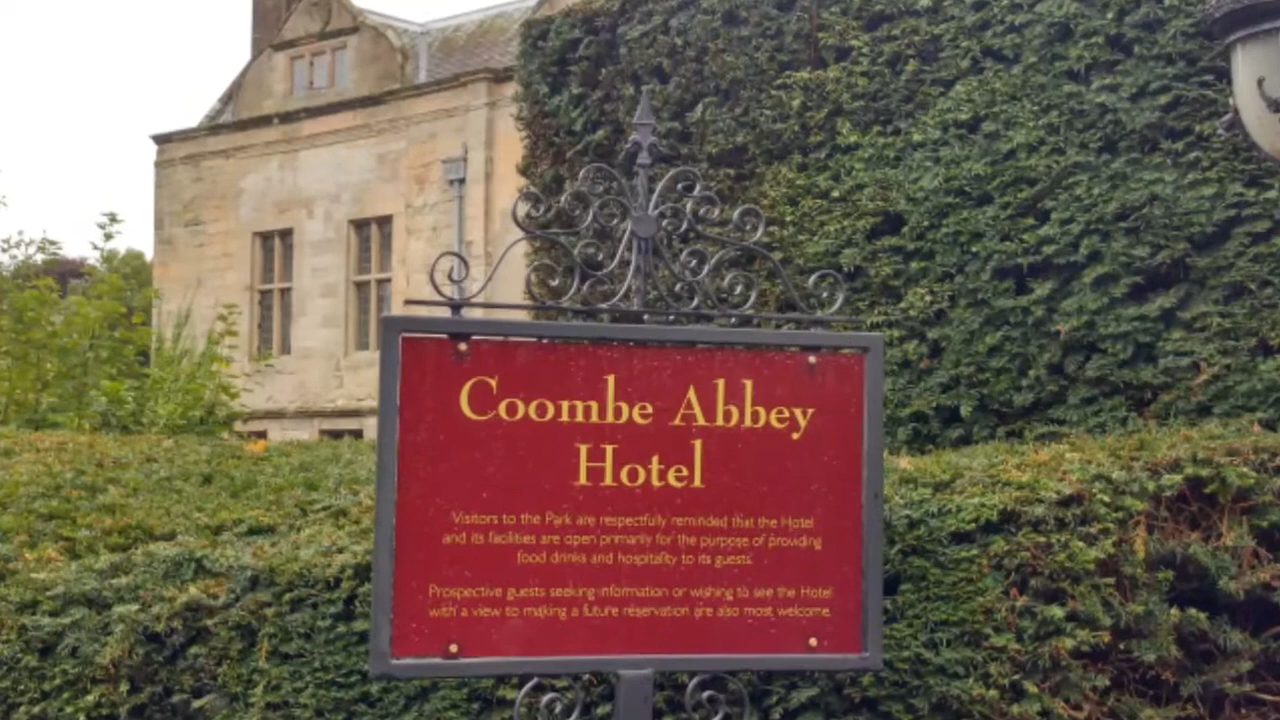 Coombe Abbey
Hotel
Visitors to the Park are respectfully reminded that the Hotel
and its facilities are open primarily for the purpose of providing
food drinks and hospitality to its guests.
Prospective guests seeking information or wishing to see the Hotel
with a view to making a future reservation are also most welcome.